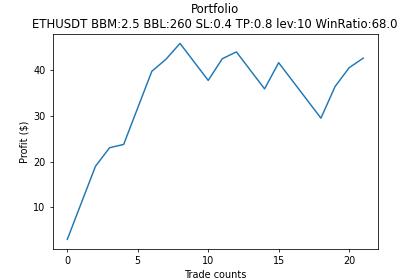 Portfolio
ETHUSDT BBM:2.5 BBL:260 SL:0.4 TP:0.8 lev:10 WinRatio:68.0
40
30
20
10
Profit ($)
0 5 10 15 20
Trade counts